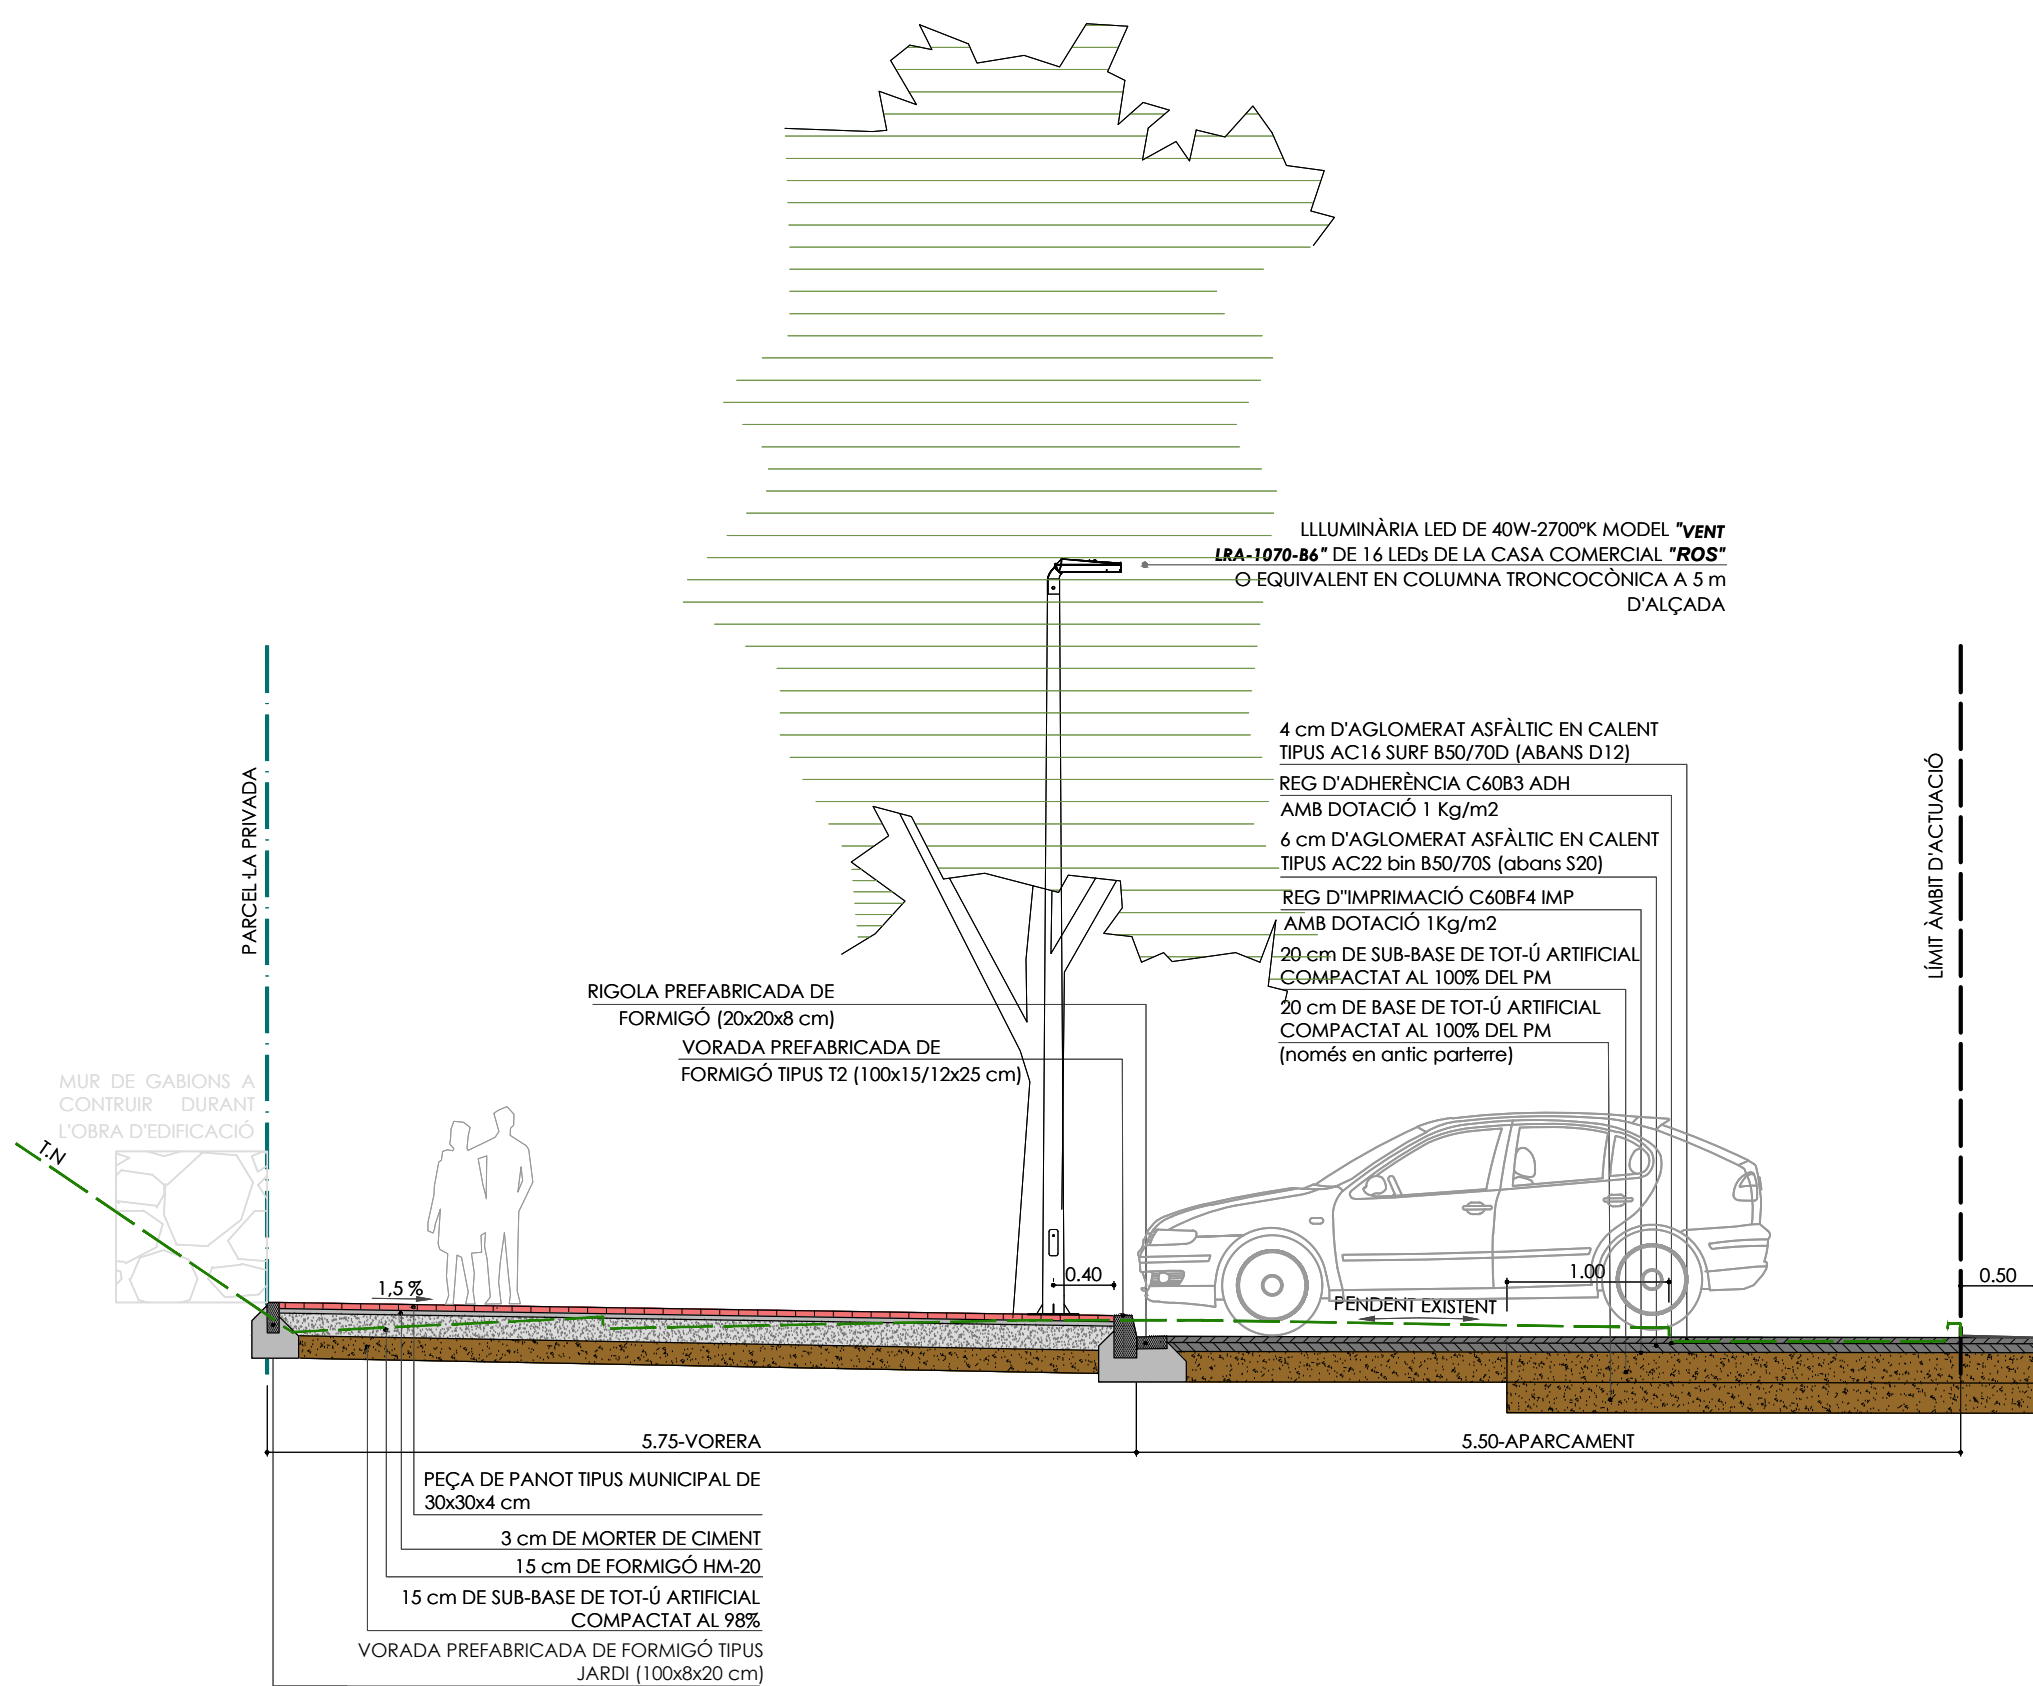 LLLUMINÀRIA LED DE 40W-2700ºK MODEL "VENT
LRA-1070-B6" DE 16 LEDs DE LA CASA COMERCIAL "ROS"
O EQUIVALENT EN COLUMNA TRONCOCÒNICA A 5 m
D'ALÇADA
PARCEL·LA PRIVADA
LÍMIT ÀMBIT D'ACTUACIÓ
4 cm D'AGLOMERAT ASFÀLTIC EN CALENT
TIPUS AC16 SURF B50/70D (ABANS D12)
REG D'ADHERÈNCIA C60B3 ADH
AMB DOTACIÓ 1 Kg/m2
6 cm D'AGLOMERAT ASFÀLTIC EN CALENT
TIPUS AC22 bin B50/70S (abans S20)
REG D''IMPRIMACIÓ C60BF4 IMP
AMB DOTACIÓ 1Kg/m2
20 cm DE SUB-BASE DE TOT-Ú ARTIFICIAL
COMPACTAT AL 100% DEL PM
20 cm DE BASE DE TOT-Ú ARTIFICIAL
COMPACTAT AL 100% DEL PM
(només en antic parterre)
RIGOLA PREFABRICADA DE
FORMIGÓ (20x20x8 cm)
VORADA PREFABRICADA DE
FORMIGÓ TIPUS T2 (100x15/12x25 cm)
MUR DE GABIONS A
CONTRUIR DURANT
L'OBRA D'EDIFICACIÓ
T.N
1,5 %
0.40
1.00
0.50
PENDENT EXISTENT
5.75-VORERA
5.50-APARCAMENT
PEÇA DE PANOT TIPUS MUNICIPAL DE
30x30x4 cm
3 cm DE MORTER DE CIMENT
15 cm DE FORMIGÓ HM-20
15 cm DE SUB-BASE DE TOT-Ú ARTIFICIAL
COMPACTAT AL 98%
VORADA PREFABRICADA DE FORMIGÓ TIPUS
JARDI (100x8x20 cm)